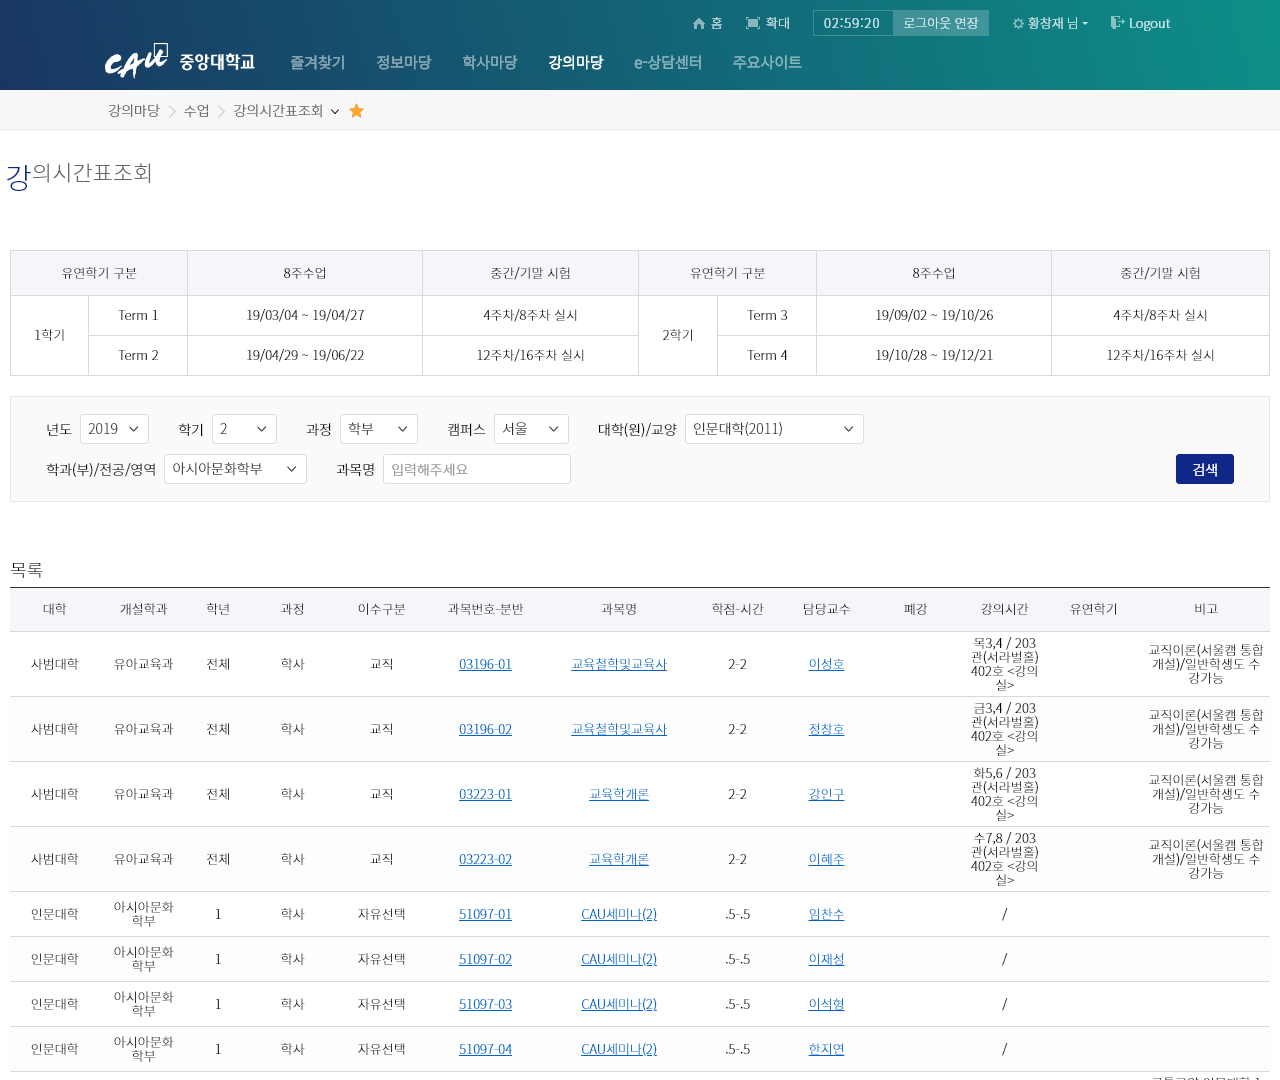 홈 확대 02:59:20 로그아웃 연장 황창재 님 Logout
CAU 중앙대학교 즐겨찾기 정보마당 학사마당 강의마당 e-상담센터 주요사이트
강의마당 수업 강의시간표조회
강의시간표조회
유연학기 구분 8주수업 중간/기말 시험 유연학기 구분 8주수업 중간/기말 시험
Term 1 19/03/04 ~ 19/04/27 4주차/8주차 실시 Term 3 19/09/02 ~ 19/10/26 4주차/8주차 실시
1학기 2학기
Term 2 19/04/29 ~ 19/06/22 12주차/16주차 실시 Term 4 19/10/28 ~ 19/12/21 12주차/16주차 실시
년도 2019 학기 2 과정 학부 캠퍼스 서울 대학(원)/교양 인문대학(2011)
학과(부)/전공/영역 아시아문화학부 과목명 입력해주세요 검색
목록
대학 개설학과 학년 과정 이수구분 과목번호-분반 과목명 학점-시간 담당교수 폐강 강의시간 유연학기 비고
목3,4 / 203
관(서라벌홀) 교직이론(서울캠 통합
사범대학 유아교육과 전체 학사 교직 03196-01 교육철학및교육사 2-2 이성호 402호 <강의 개설)/일반학생도 수
실> 강가능
금3,4 / 203
관(서라벌홀) 교직이론(서울캠 통합
사범대학 유아교육과 전체 학사 교직 03196-02 교육철학및교육사 2-2 정창호 402호 <강의 개설)/일반학생도 수
실> 강가능
화5,6 / 203
관(서라벌홀) 교직이론(서울캠 통합
사범대학 유아교육과 전체 학사 교직 03223-01 교육학개론 2-2 강인구 402호 <강의 개설)/일반학생도 수
실> 강가능
수7,8 / 203
관(서라벌홀) 교직이론(서울캠 통합
사범대학 유아교육과 전체 학사 교직 03223-02 교육학개론 2-2 이혜주 402호 <강의 개설)/일반학생도 수
실> 강가능
아시아문화
인문대학 학부 1 학사 자유선택 51097-01 CAU세미나(2) .5-.5 임찬수 /
아시아문화
인문대학 학부 1 학사 자유선택 51097-02 CAU세미나(2) .5-.5 이재성 /
아시아문화
인문대학 학부 1 학사 자유선택 51097-03 CAU세미나(2) .5-.5 이석형 /
아시아문화
인문대학 학부 1 학사 자유선택 51097-04 CAU세미나(2) .5-.5 한지연 /